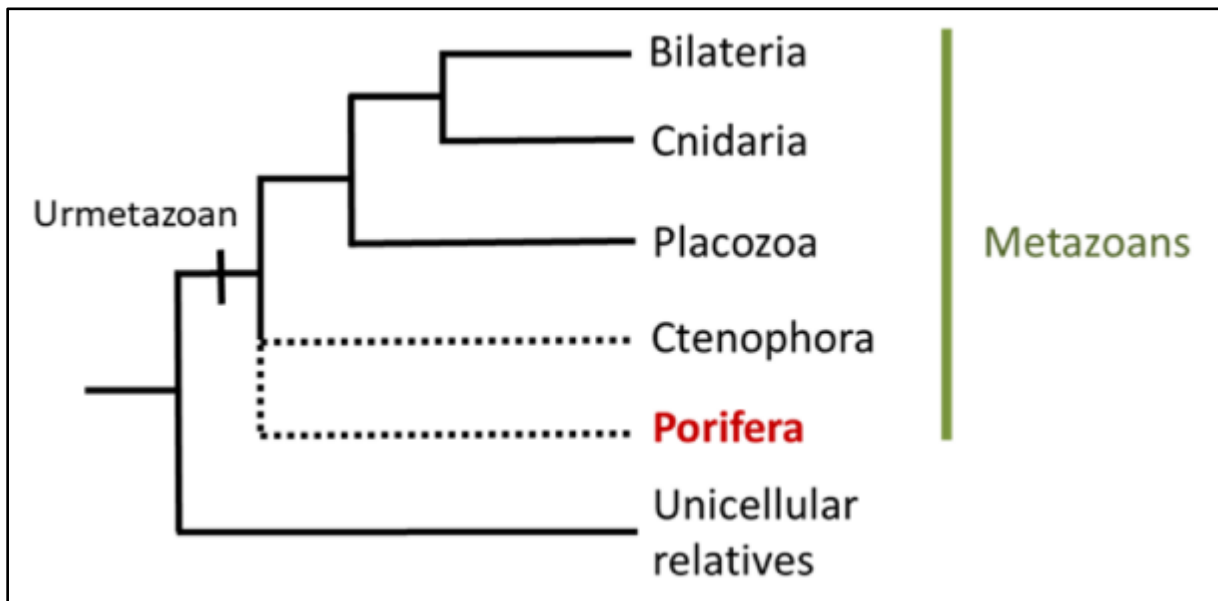 Bilateria
Cnidaria
Urmetazoan
Placozoa
Metazoans
Ctenophora
Porifera
Unicellular
relatives